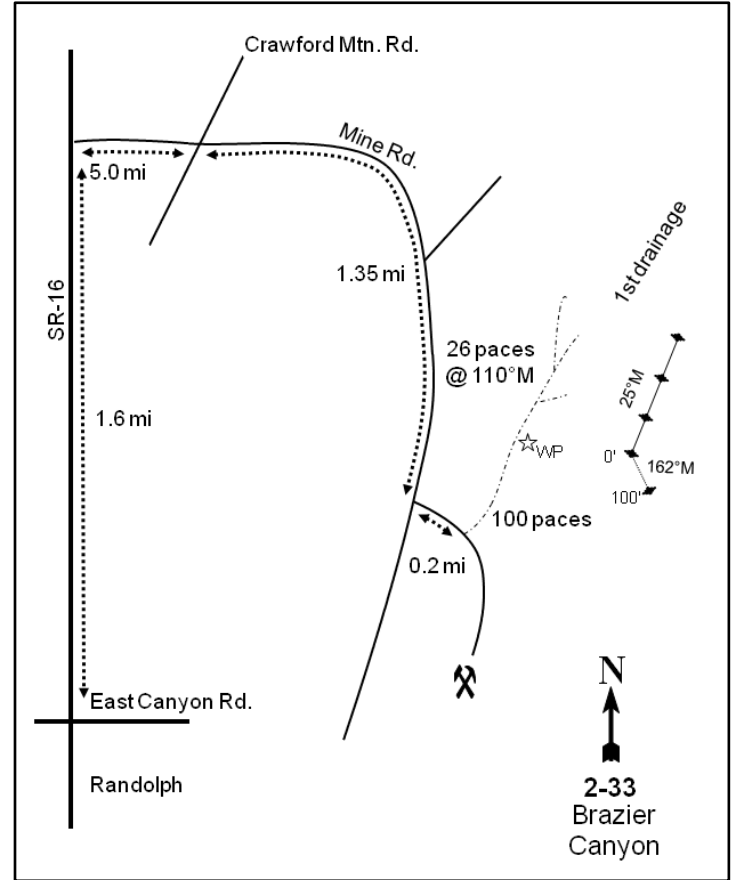 Crawford Mtn. Rd.
Mine Rd.
5.0 mi
SR-16
1.35 mi
1st drainage
26 paces
@ 110°M
25°M
1.6 mi
WP
0'
162°M
100'
100 paces
0.2 mi
East Canyon Rd.
N
Randolph
2-33
Brazier
Canyon